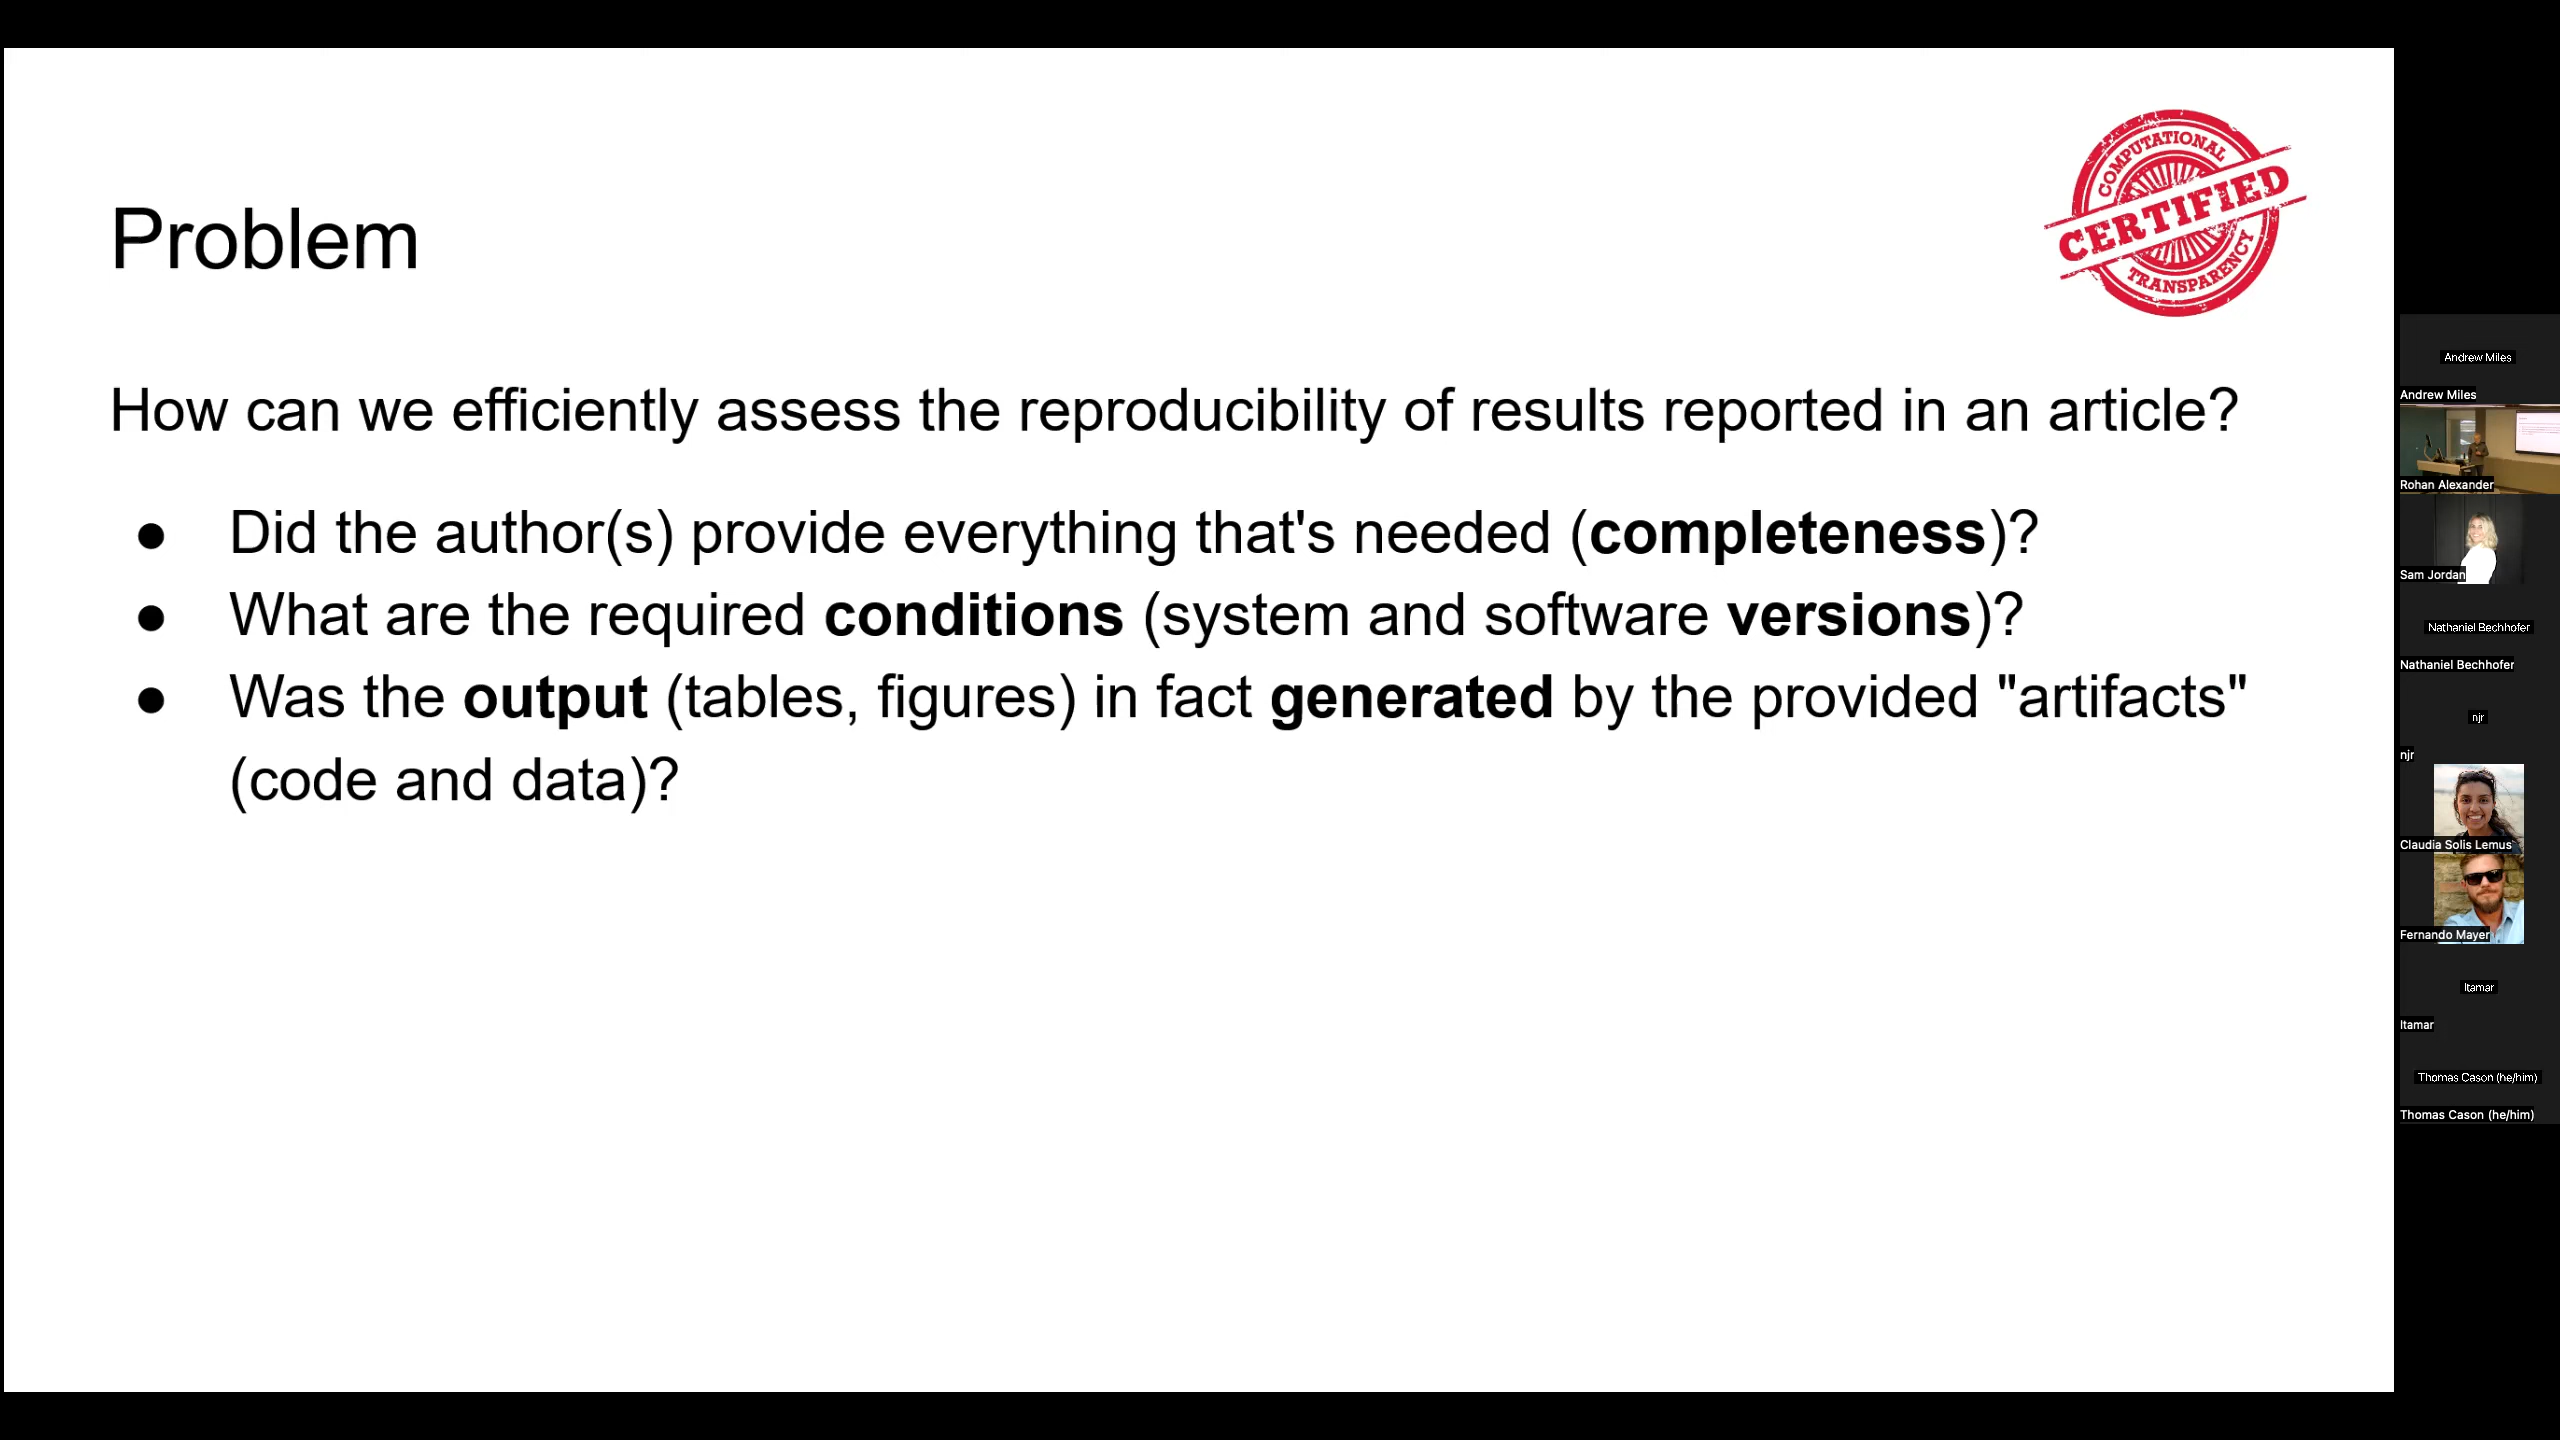 Problem
COMPUTATIONAL
CERTIFIED
TRANSPARENCY
How can we efficiently assess the reproducibility of results reported in an article?
● Did the author(s) provide everything that's needed (completeness)?
● What are the required conditions (system and software versions)?
● Was the output (tables, figures) in fact generated by the provided "artifacts"
(code and data)?
Andrew Miles
Andrew Miles
Rohan Alexander
Sam Jordan
Nathaniel Bechhofer
Nathaniel Bechhofer
njr
njr
Claudia Solis Lemus
Fernando Mayer
Itamar
Itamar
Thomas Cason (he/him)
Thomas Cason (he/him)